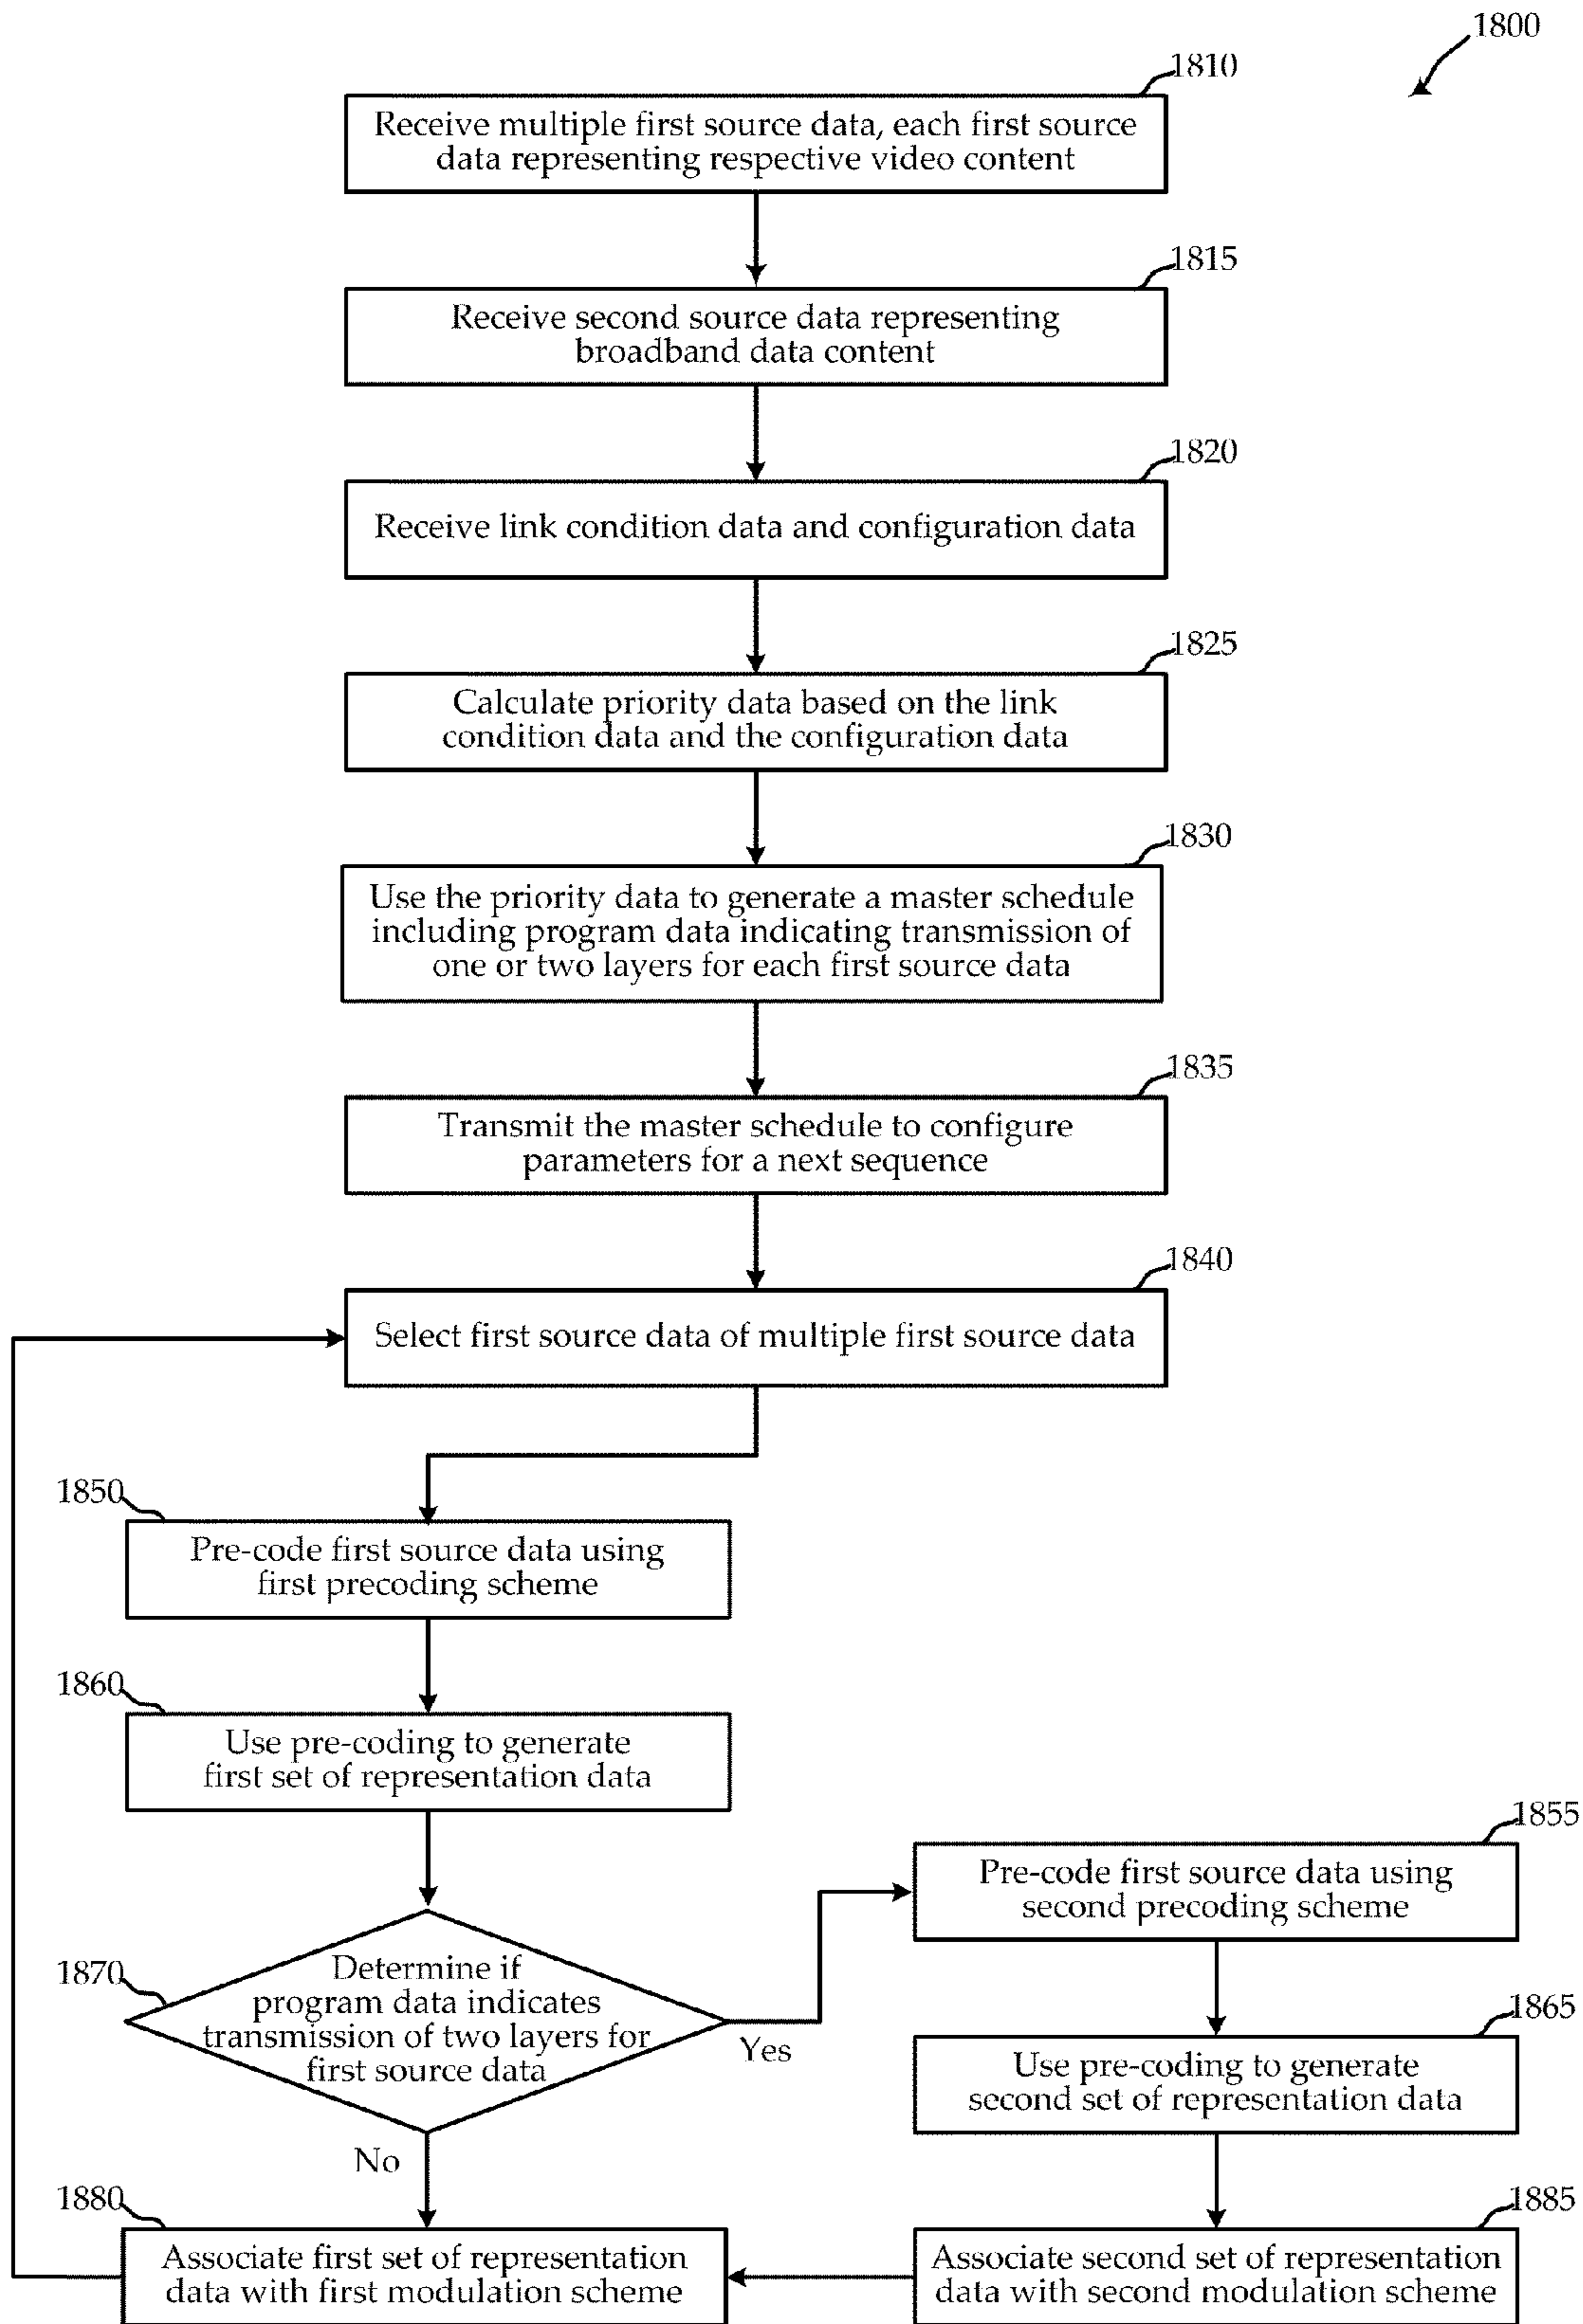 1800
1810
Receive multiple first source data, each first source
data representing respective video content
1815
Receive second source data representing
broadband data content
1820
Receive link condition data and configuration data
1825
Calculate priority data based on the link
condition data and the configuration data
1830
Use the priority data to generate a master schedule
including program data indicating transmission of
one or two layers for each first source data
1835
Transmit the master schedule to configure
parameters for a next sequence
1840
Select first source data of multiple first source data
1850
Pre-code first source data using
first precoding scheme
1860
Use pre-coding to generate
first set of representation data
1870
Determine if
program data indicates
transmission of two layers for
first source data
Yes
No
1855
Pre-code first source data using
second precoding scheme
1865
Use pre-coding to generate
second set of representation data
1880
Associate first set of representation
data with first modulation scheme
1885
Associate second set of representation
data with second modulation scheme